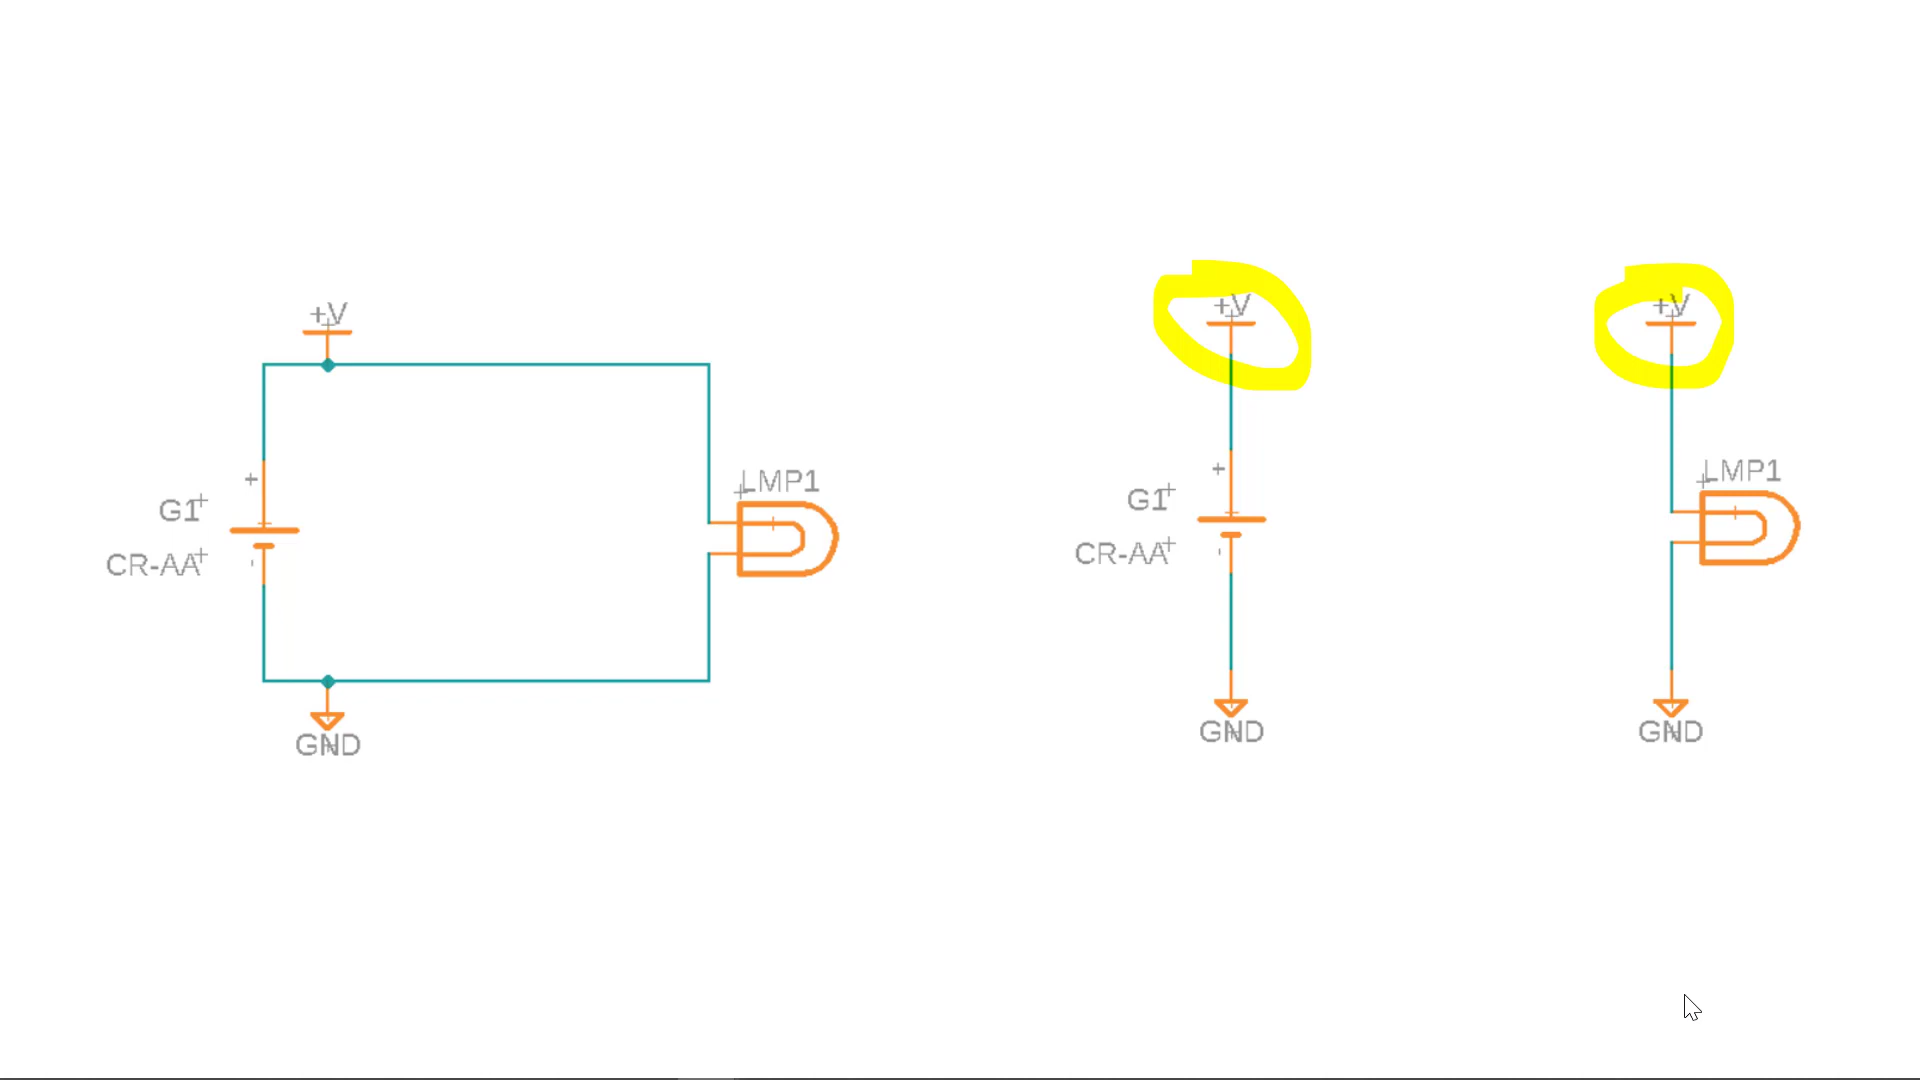 +V
+
G1
CR-AA
-
LMP1
GND
+V
+
G1
CR-AA
-
GND
+V
LMP1
GND